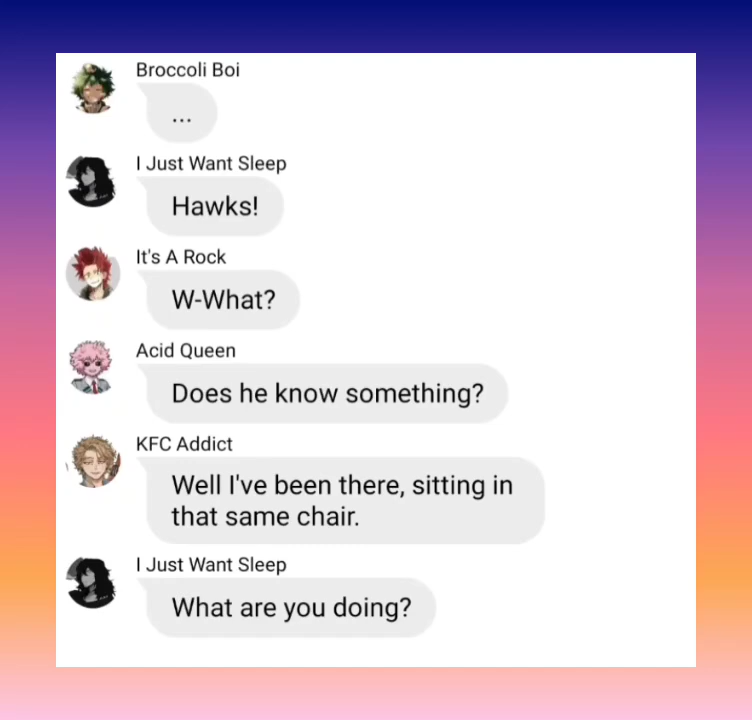 Broccoli Boi
...
I Just Want Sleep
Hawks!
It's A Rock
W-What?
Acid Queen
Does he know something?
KFC Addict
Well I've been there, sitting in
that same chair.
I Just Want Sleep
What are you doing?